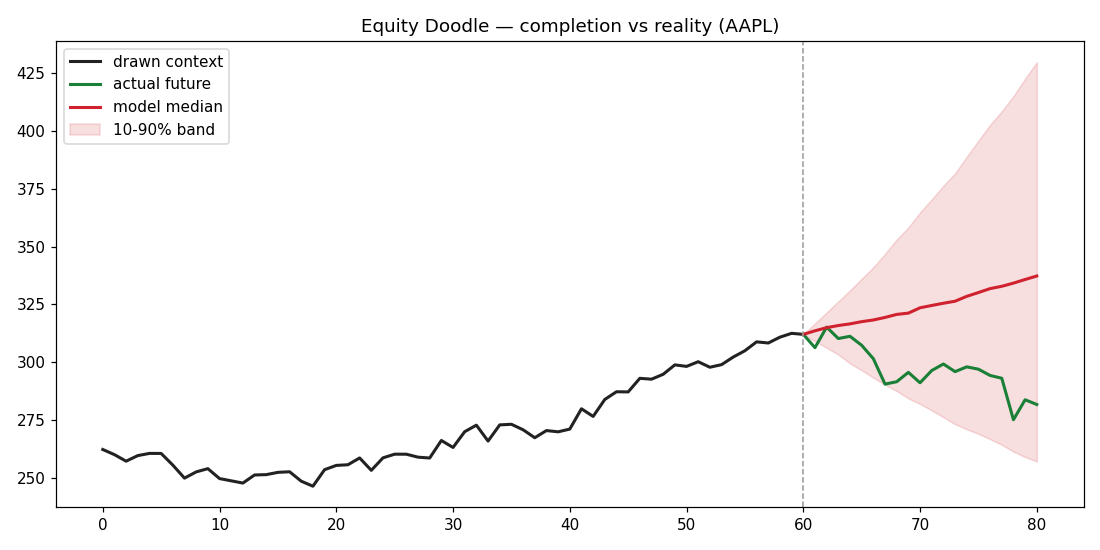 Equity Doodle — completion vs reality (AAPL)
drawn context
actual future
model median
10-90% band
425
400
375
350
325
300
275
250
0 10 20 30 40 50 60 70 80